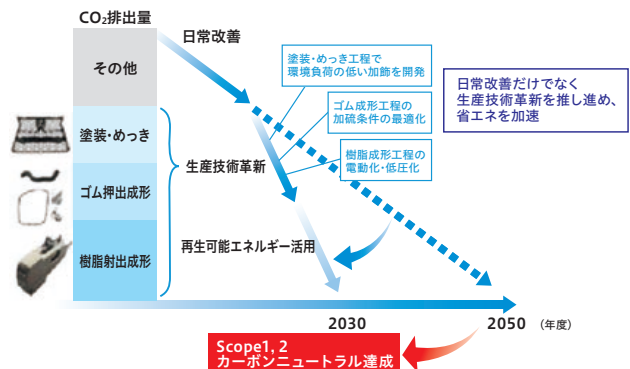 CO₂排出量
日常改善
その他
塗装・めっき工程で
環境負荷の低い加飾を開発
日常改善だけでなく
生産技術革新を推し進め、
省エネを加速
ゴム成形工程の
加硫条件の最適化
塗装・めっき
生産技術革新
樹脂成形工程の
電動化・低圧化
ゴム押出成形
再生可能エネルギー活用
樹脂射出成形
2030
2050
（年度）
Scope1, 2
カーボンニュートラル達成